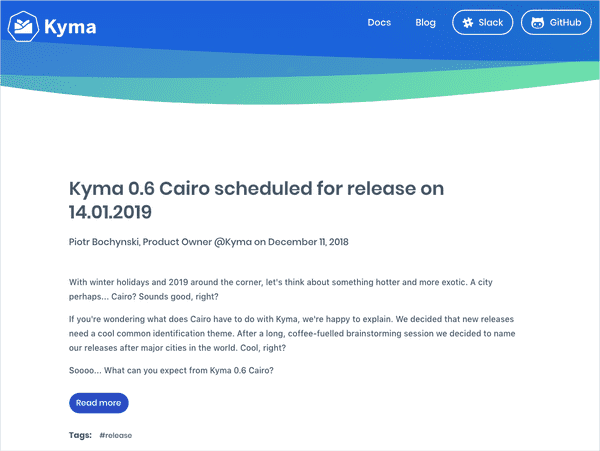 Kyma
Docs Blog Slack GitHub
Kyma 0.6 Cairo scheduled for release on
14.01.2019
Piotr Bochynski, Product Owner @Kyma on December 11, 2018
With winter holidays and 2019 around the corner, let's think about something hotter and more exotic. A city
perhaps... Cairo? Sounds good, right?
If you're wondering what does Cairo have to do with Kyma, we're happy to explain. We decided that new releases
need a cool common identification theme. After a long, coffee-fuelled brainstorming session we decided to name
our releases after major cities in the world. Cool, right?
Soooo... What can you expect from Kyma 0.6 Cairo?
Read more
Tags: #release